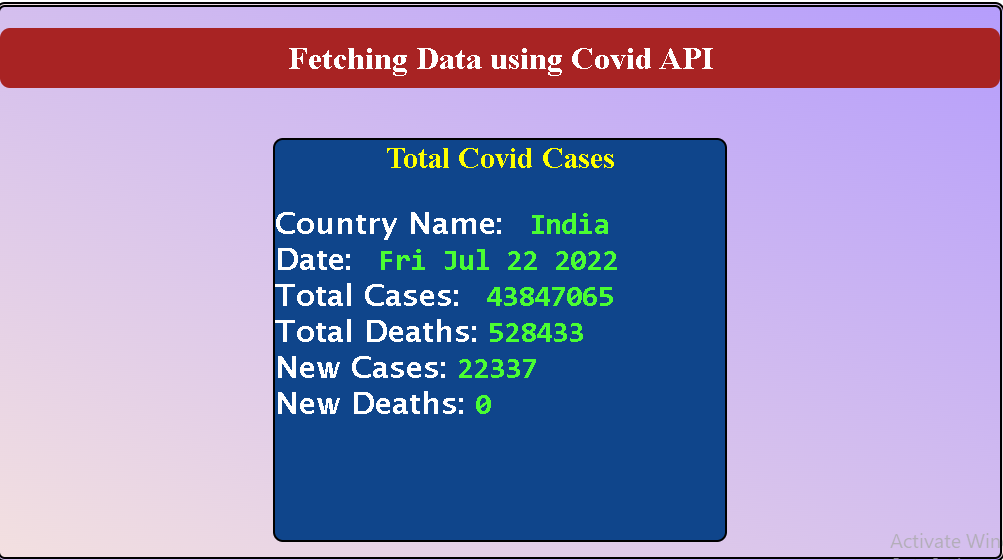 Fetching Data using Covid API
Total Covid Cases
Country Name: India
Date: Fri Jul 22 2022
Total Cases: 43847065
Total Deaths: 528433
New Cases: 22337
New Deaths: 0
Activate Win